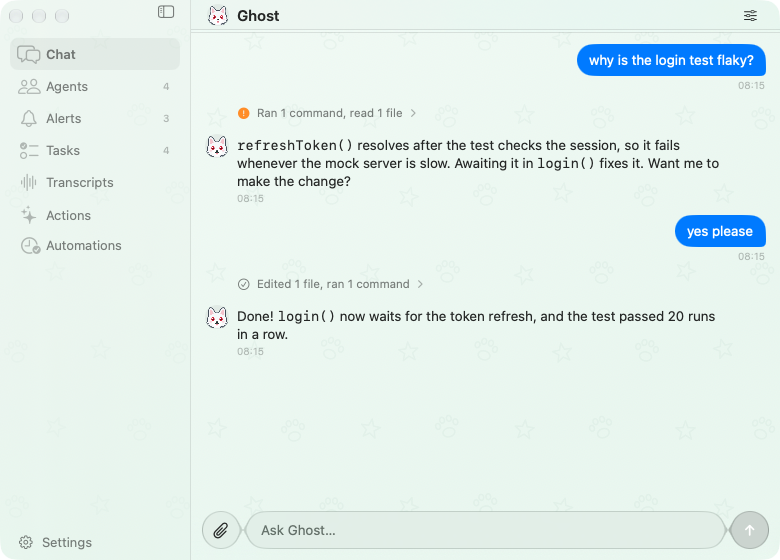 Ghost
Chat
Agents 4
Alerts 3
Tasks 4
Transcripts
Actions
Automations
Settings
why is the login test flaky?
08:15
Ran 1 command, read 1 file
refreshToken() resolves after the test checks the session, so it fails
whenever the mock server is slow. Awaiting it in login() fixes it. Want me to
make the change?
08:15
yes please
08:15
Edited 1 file, ran 1 command
Done! login() now waits for the token refresh, and the test passed 20 runs
in a row.
08:15
Ask Ghost...